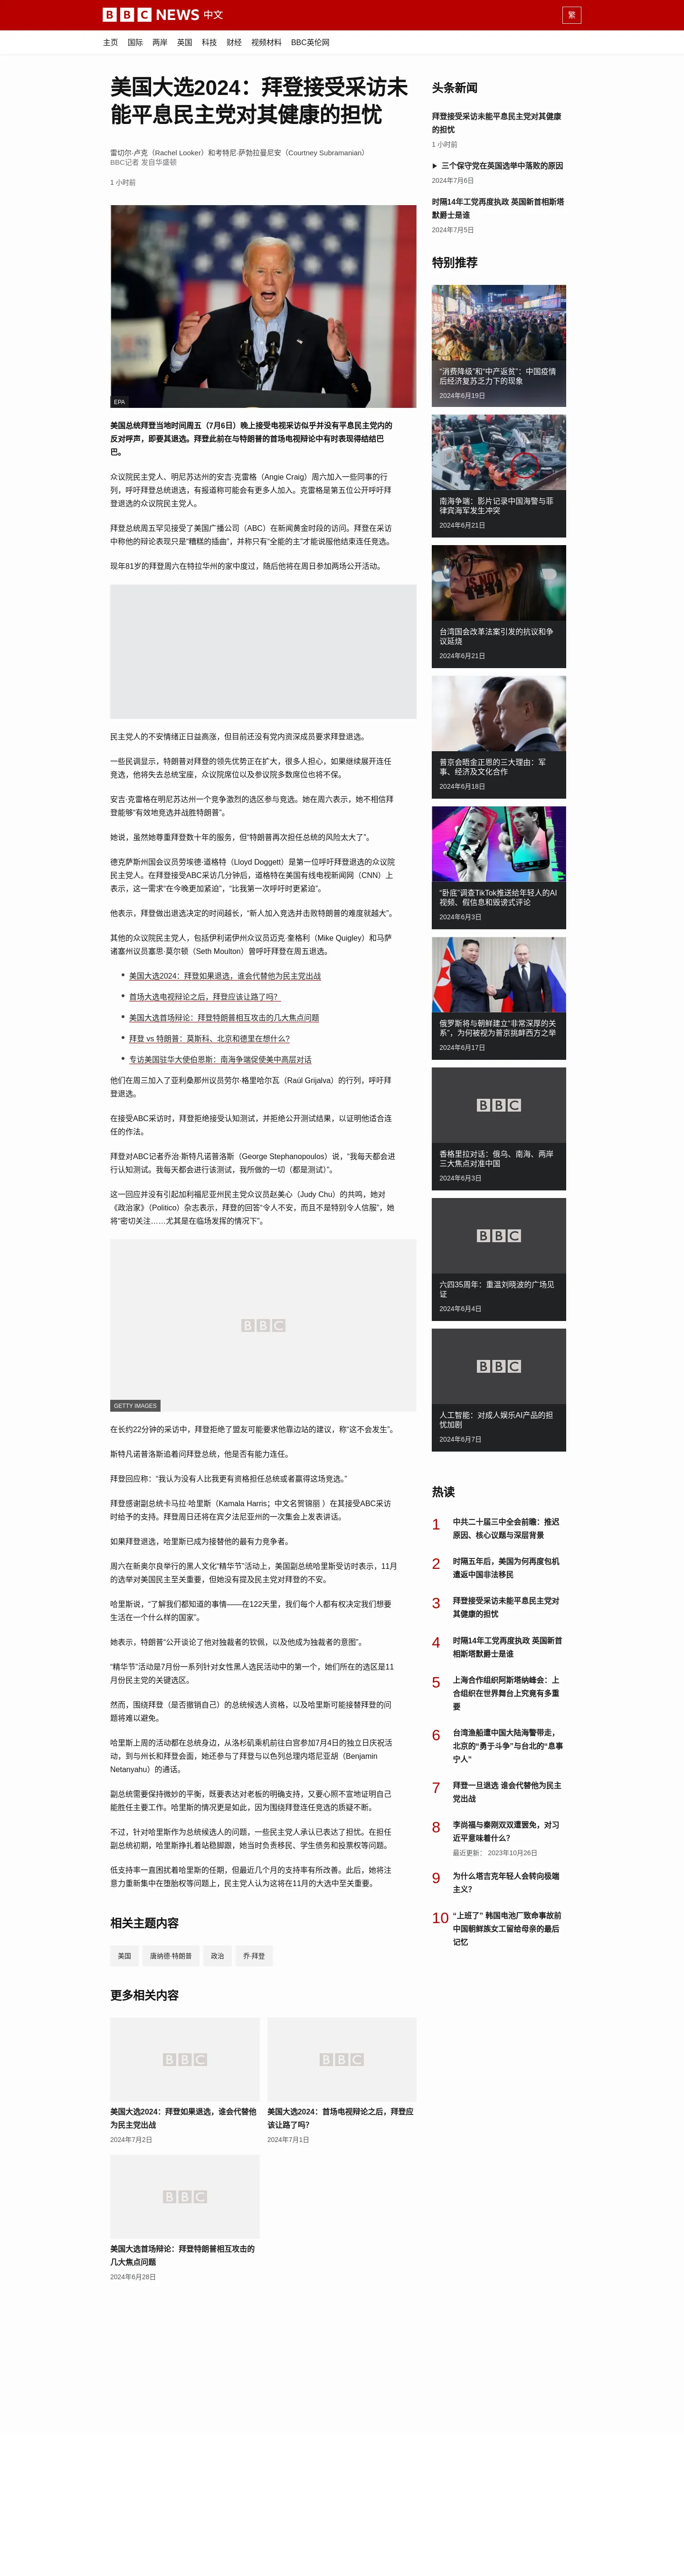 BBC NEWS 中文
繁
主页 国际 两岸 英国 科技 财经 视频材料 BBC英伦网
美国大选2024：拜登接受采访未
能平息民主党对其健康的担忧
雷切尔·卢克（Rachel Looker）和考特尼·萨勃拉曼尼安（Courtney Subramanian）
BBC记者 发自华盛顿
1 小时前
EPA
美国总统拜登当地时间周五（7月6日）晚上接受电视采访似乎并没有平息民主党内的
反对呼声，即要其退选。拜登此前在与特朗普的首场电视辩论中有时表现得结结巴
巴。
众议院民主党人、明尼苏达州的安吉·克雷格（Angie Craig）周六加入一些同事的行
列，呼吁拜登总统退选，有报道称可能会有更多人加入。克雷格是第五位公开呼吁拜
登退选的众议院民主党人。
拜登总统周五罕见接受了美国广播公司（ABC）在新闻黄金时段的访问。拜登在采访
中称他的辩论表现只是“糟糕的插曲”，并称只有“全能的主”才能说服他结束连任竞选。
现年81岁的拜登周六在特拉华州的家中度过，随后他将在周日参加两场公开活动。
民主党人的不安情绪正日益高涨，但目前还没有党内资深成员要求拜登退选。
一些民调显示，特朗普对拜登的领先优势正在扩大，很多人担心，如果继续展开连任
竞选，他将失去总统宝座，众议院席位以及参议院多数席位也将不保。
安吉·克雷格在明尼苏达州一个竞争激烈的选区参与竞选。她在周六表示，她不相信拜
登能够“有效地竞选并战胜特朗普”。
她说，虽然她尊重拜登数十年的服务，但“特朗普再次担任总统的风险太大了”。
德克萨斯州国会议员劳埃德·道格特（Lloyd Doggett）是第一位呼吁拜登退选的众议院
民主党人。在拜登接受ABC采访几分钟后，道格特在美国有线电视新闻网（CNN）上
表示，这一需求“在今晚更加紧迫”，“比我第一次呼吁时更紧迫”。
他表示，拜登做出退选决定的时间越长，“新人加入竞选并击败特朗普的难度就越大”。
其他的众议院民主党人，包括伊利诺伊州众议员迈克·奎格利（Mike Quigley）和马萨
诸塞州议员塞思·莫尔顿（Seth Moulton）曾呼吁拜登在周五退选。
美国大选2024：拜登如果退选，谁会代替他为民主党出战
首场大选电视辩论之后，拜登应该让路了吗？
美国大选首场辩论：拜登特朗普相互攻击的几大焦点问题
拜登 vs 特朗普：莫斯科、北京和德里在想什么？
专访美国驻华大使伯恩斯：南海争端促使美中高层对话
他们在周三加入了亚利桑那州议员劳尔·格里哈尔瓦（Raúl Grijalva）的行列，呼吁拜
登退选。
在接受ABC采访时，拜登拒绝接受认知测试，并拒绝公开测试结果，以证明他适合连
任的作法。
拜登对ABC记者乔治·斯特凡诺普洛斯（George Stephanopoulos）说，“我每天都会进
行认知测试。我每天都会进行该测试，我所做的一切（都是测试）”。
这一回应并没有引起加利福尼亚州民主党众议员赵美心（Judy Chu）的共鸣，她对
《政治家》（Politico）杂志表示，拜登的回答“令人不安，而且不是特别令人信服”，她
将“密切关注……尤其是在临场发挥的情况下”。
BBC
GETTY IMAGES
在长约22分钟的采访中，拜登拒绝了盟友可能要求他靠边站的建议，称“这不会发生”。
斯特凡诺普洛斯追着问拜登总统，他是否有能力连任。
拜登回应称：“我认为没有人比我更有资格担任总统或者赢得这场竞选。”
拜登感谢副总统卡马拉·哈里斯（Kamala Harris；中文名贺锦丽 ）在其接受ABC采访
时给予的支持。拜登周日还将在宾夕法尼亚州的一次集会上发表讲话。
如果拜登退选，哈里斯已成为接替他的最有力竞争者。
周六在新奥尔良举行的黑人文化“精华节”活动上，美国副总统哈里斯受访时表示，11月
的选举对美国民主至关重要，但她没有提及民主党对拜登的不安。
哈里斯说，“了解我们都知道的事情——在122天里，我们每个人都有权决定我们想要
生活在一个什么样的国家”。
她表示，特朗普“公开谈论了他对独裁者的钦佩，以及他成为独裁者的意图”。
“精华节”活动是7月份一系列针对女性黑人选民活动中的第一个，她们所在的选区是11
月份民主党的关键选区。
然而，围绕拜登（是否撤销自己）的总统候选人资格，以及哈里斯可能接替拜登的问
题将难以避免。
哈里斯上周的活动都在总统身边，从洛杉矶乘机前往白宫参加7月4日的独立日庆祝活
动，到与州长和拜登会面，她还参与了拜登与以色列总理内塔尼亚胡（Benjamin
Netanyahu）的通话。
副总统需要保持微妙的平衡，既要表达对老板的明确支持，又要心照不宣地证明自己
能胜任主要工作。哈里斯的情况更是如此，因为围绕拜登连任竞选的质疑不断。
不过，针对哈里斯作为总统候选人的问题，一些民主党人承认已表达了担忧。在担任
副总统初期，哈里斯挣扎着站稳脚跟，她当时负责移民、学生债务和投票权等问题。
低支持率一直困扰着哈里斯的任期，但最近几个月的支持率有所改善。此后，她将注
意力重新集中在堕胎权等问题上，民主党人认为这将在11月的大选中至关重要。
相关主题内容
美国 唐纳德·特朗普 政治 乔·拜登
更多相关内容
BBC
BBC
美国大选2024：拜登如果退选，谁会代替他
为民主党出战
2024年7月2日
美国大选2024：首场电视辩论之后，拜登应
该让路了吗？
2024年7月1日
BBC
美国大选首场辩论：拜登特朗普相互攻击的
几大焦点问题
2024年6月28日
头条新闻
拜登接受采访未能平息民主党对其健康
的担忧
1 小时前
三个保守党在英国选举中落败的原因
2024年7月6日
时隔14年工党再度执政 英国新首相斯塔
默爵士是谁
2024年7月5日
特别推荐
“消费降级”和“中产返贫”：中国疫情
后经济复苏乏力下的现象
2024年6月19日
南海争端：影片记录中国海警与菲
律宾海军发生冲突
2024年6月21日
IS NOT
台湾国会改革法案引发的抗议和争
议延烧
2024年6月21日
普京会晤金正恩的三大理由：军
事、经济及文化合作
2024年6月18日
“卧底”调查TikTok推送给年轻人的AI
视频、假信息和毁谤式评论
2024年6月3日
俄罗斯将与朝鲜建立“非常深厚的关
系”，为何被视为普京挑衅西方之举
2024年6月17日
BBC
香格里拉对话：俄乌、南海、两岸
三大焦点对准中国
2024年6月3日
BBC
六四35周年：重温刘晓波的广场见
证
2024年6月4日
BBC
人工智能：对成人娱乐AI产品的担
忧加剧
2024年6月7日
热读
1 中共二十届三中全会前瞻：推迟
原因、核心议题与深层背景
2 时隔五年后，美国为何再度包机
遣返中国非法移民
3 拜登接受采访未能平息民主党对
其健康的担忧
4 时隔14年工党再度执政 英国新首
相斯塔默爵士是谁
5 上海合作组织阿斯塔纳峰会：上
合组织在世界舞台上究竟有多重
要
6 台湾渔船遭中国大陆海警带走，
北京的“勇于斗争”与台北的“息事
宁人”
7 拜登一旦退选 谁会代替他为民主
党出战
8 李尚福与秦刚双双遭罢免，对习
近平意味着什么？
最近更新： 2023年10月26日
9 为什么塔吉克年轻人会转向极端
主义？
10 “上班了” 韩国电池厂致命事故前
中国朝鲜族女工留给母亲的最后
记忆